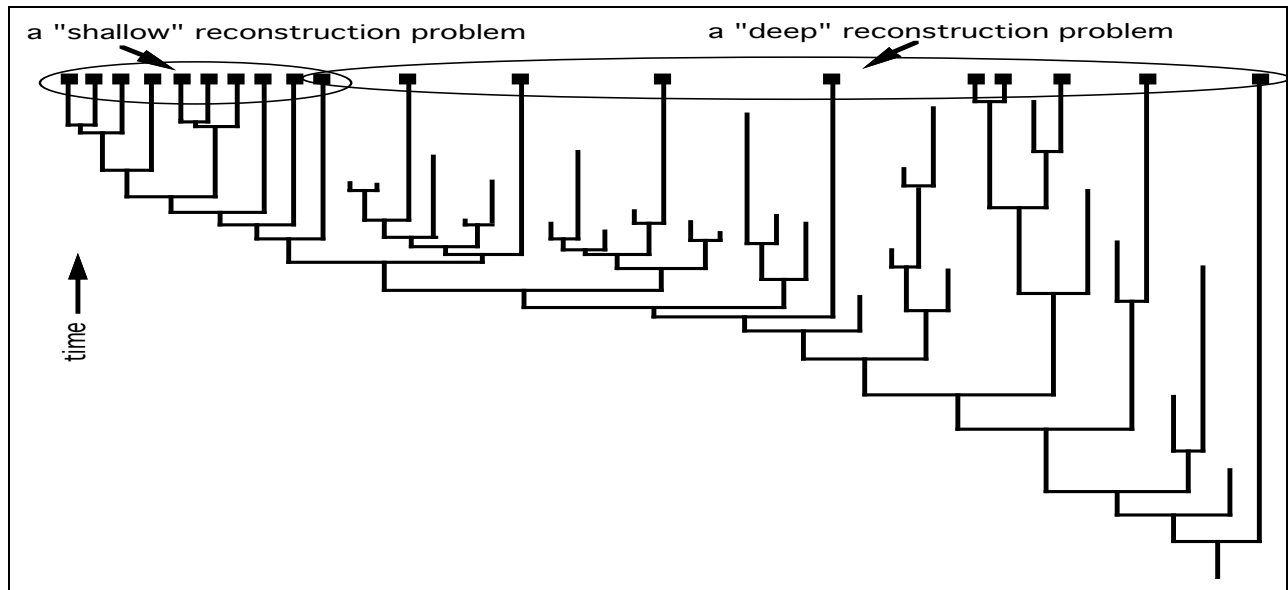 a "shallow" reconstruction problem
a "deep" reconstruction problem
time